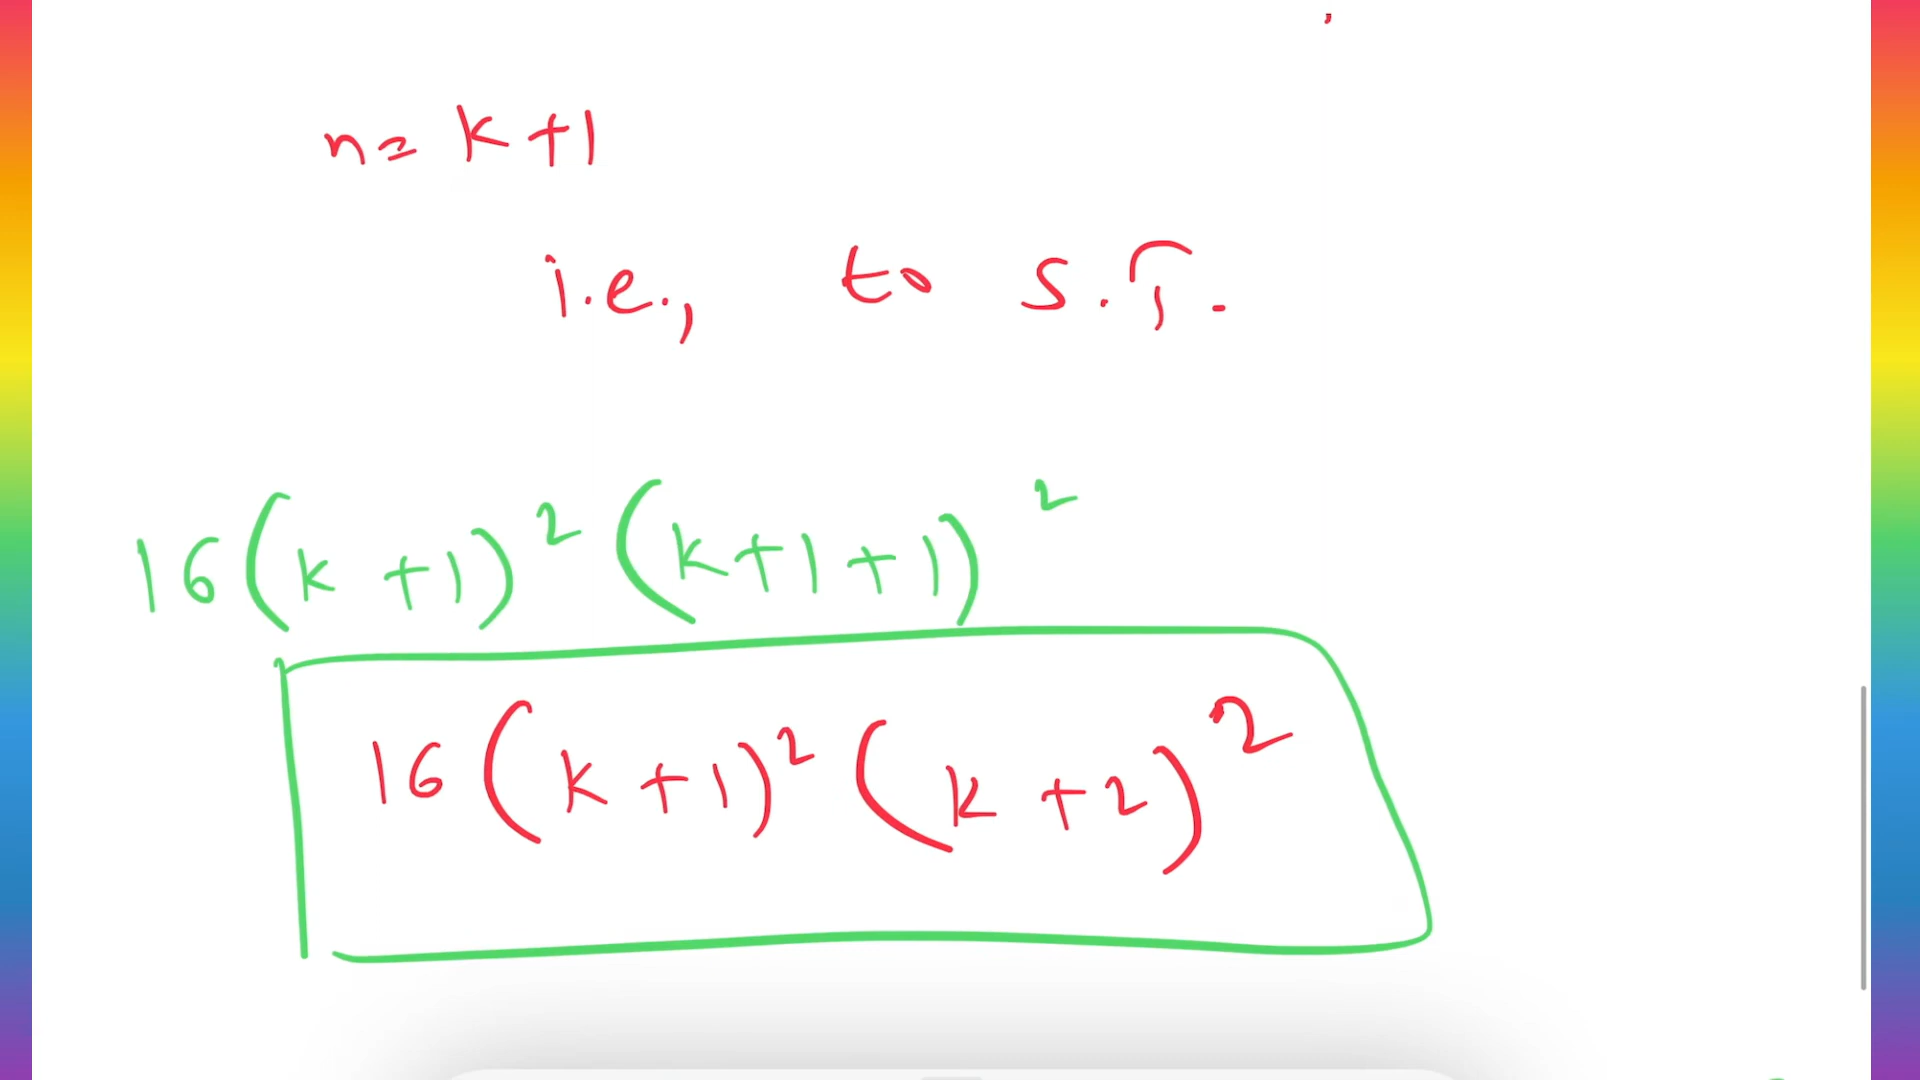 n = k + 1
i.e., to S.T.
16(k + 1)² (k+1+1)²
16(k + 1)² (k + 2)²